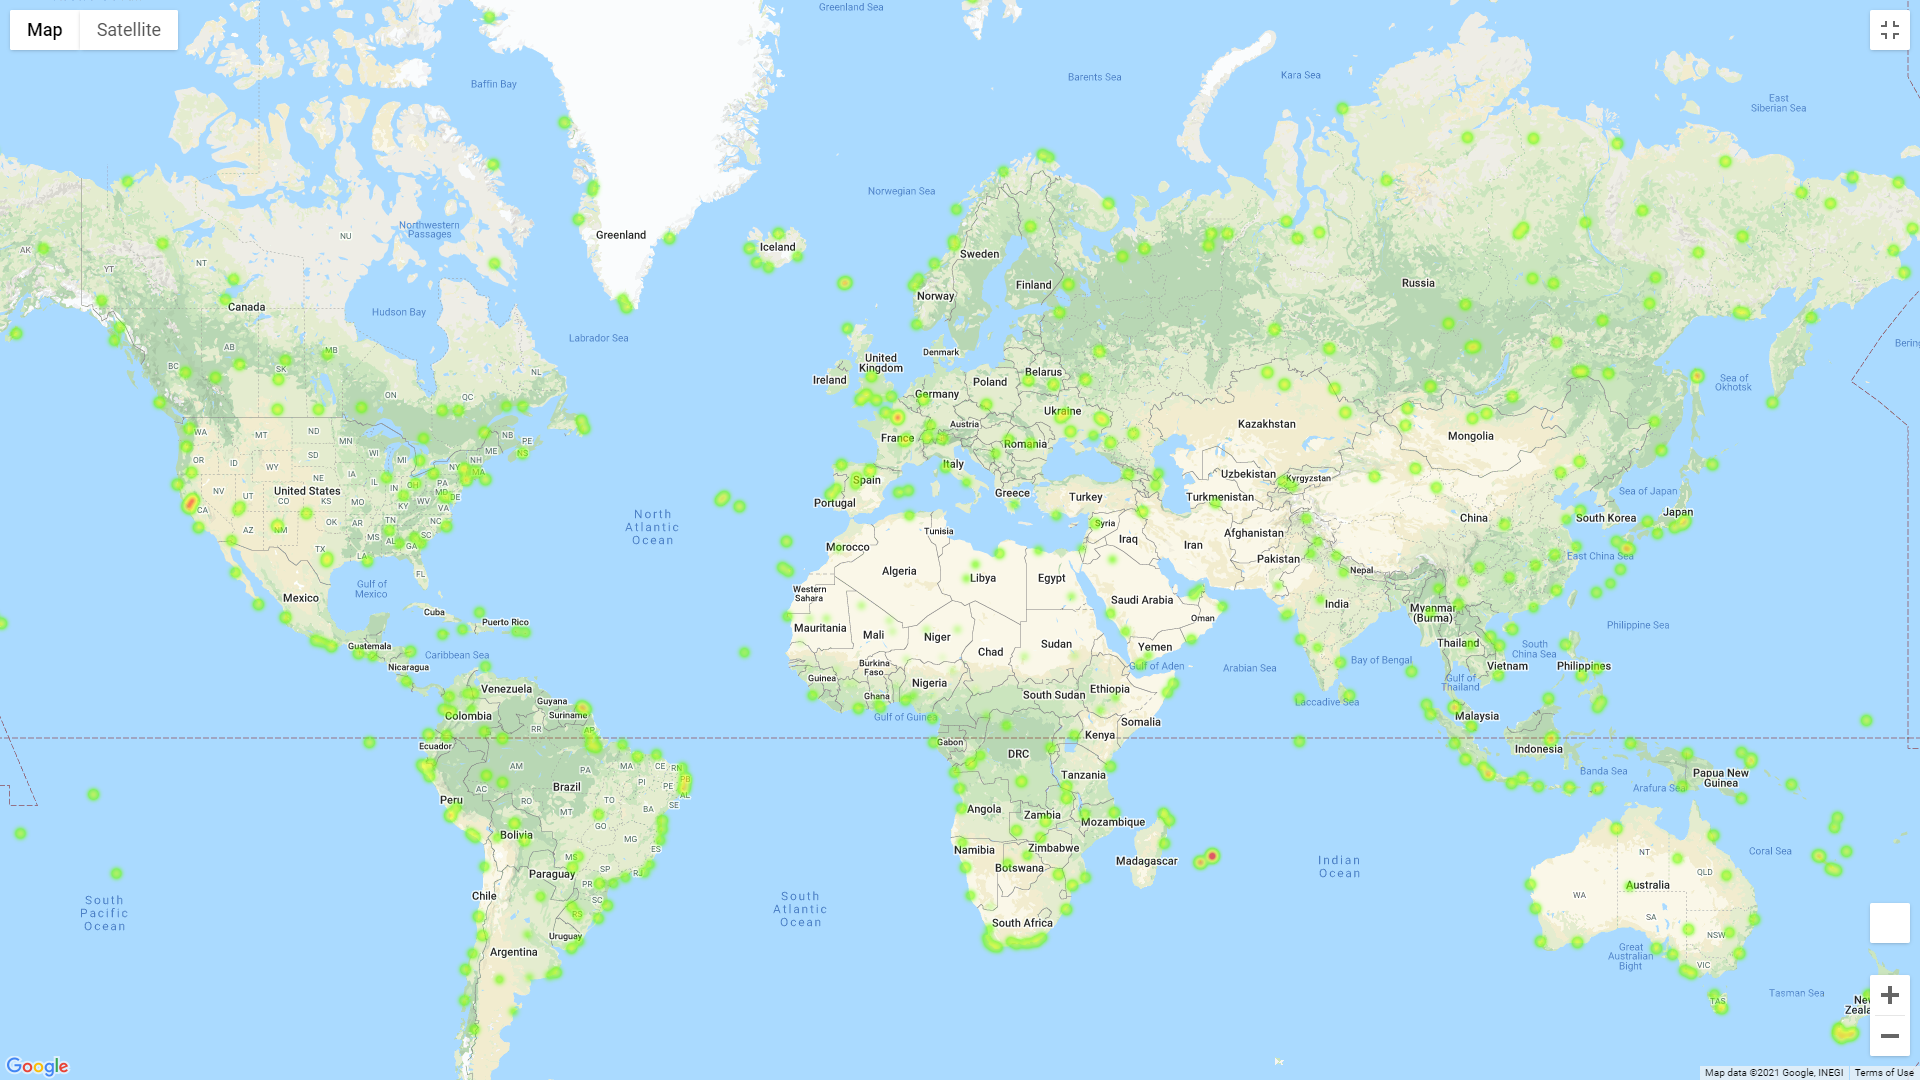 Map
Satellite
Greenland Sea
Baffin Bay
Barents Sea
Kara Sea
East
Siberian Sea
Norwegian Sea
Northwestern
Passages
NU
Greenland
Iceland
AK
YT
NT
Sweden
Finland
Norway
Russia
Canada
Hudson Bay
Labrador Sea
Bering
AB
MB
BC
SK
ON
QC
NL
Denmark
United
Kingdom
Ireland
Belarus
Poland
Germany
Sea of
Okhotsk
Ukraine
Austria
France
Romania
Kazakhstan
Mongolia
WA
MT
ND
MN
NB
PE
NS
ME
OR
ID
SD
WI
MI
NY
NH
MA
WY
IA
NE
Italy
Spain
Portugal
Greece
Turkey
Uzbekistan
Kyrgyzstan
Turkmenistan
United States
NV
UT
CO
KS
MO
IL
IN
OH
PA
MD
DE
WV
KY
VA
CA
AZ
NM
OK
AR
TN
NC
SC
MS
AL
GA
TX
LA
FL
North
Atlantic
Ocean
Sea of Japan
Japan
South Korea
China
East China Sea
Syria
Iraq
Iran
Afghanistan
Pakistan
Nepal
Tunisia
Morocco
Algeria
Libya
Egypt
Western
Sahara
Saudi Arabia
Oman
India
Myanmar
(Burma)
Gulf of
Mexico
Mexico
Cuba
Puerto Rico
Guatemala
Caribbean Sea
Nicaragua
Mauritania
Mali
Niger
Chad
Sudan
Yemen
Gulf of Aden
Arabian Sea
Bay of Bengal
Thailand
Vietnam
South
China Sea
Philippine Sea
Philippines
Gulf of
Thailand
Burkina
Faso
Guinea
Ghana
Nigeria
Gulf of Guinea
South Sudan
Ethiopia
Somalia
Laccadive Sea
Malaysia
Indonesia
Venezuela
Guyana
Suriname
Colombia
RR
AP
Ecuador
AM
PA
MA
CE
RN
PB
PE
AL
SE
PI
TO
AC
RO
BA
MT
GO
MG
ES
MS
SP
RJ
PR
SC
RS
Brazil
Peru
Bolivia
Paraguay
Chile
Uruguay
Argentina
Gabon
DRC
Kenya
Tanzania
Angola
Zambia
Mozambique
Namibia
Zimbabwe
Botswana
Madagascar
South Africa
Banda Sea
Papua New
Guinea
Arafura Sea
Coral Sea
NT
QLD
WA
SA
NSW
VIC
TAS
Australia
Great
Australian
Bight
Tasman Sea
New
Zeala
Indian
Ocean
South
Atlantic
Ocean
South
Pacific
Ocean
Google
Map data ©2021 Google, INEGI
Terms of Use